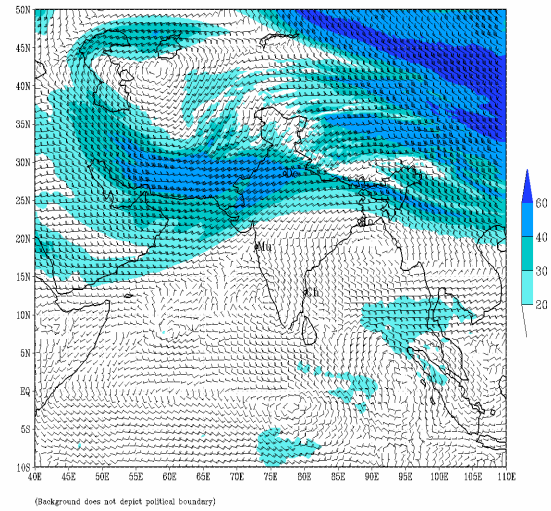 50N
45N
40N
35N
30N
25N
20N
15N
10N
5N
EQ
5S
10S
40E 45E 50E 55E 60E 65E 70E 75E 80E 85E 90E 95E 100E 105E 110E
60
40
30
20
Mu
Ch
(Background does not depict political boundary)